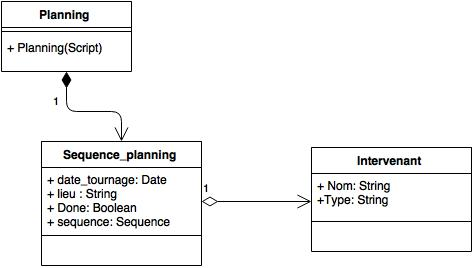 Planning
+ Planning(Script)
1
Sequence_planning
+ date_tournage: Date
+ lieu : String
+ Done: Boolean
+ sequence: Sequence
1
Intervenant
+ Nom: String
+Type: String